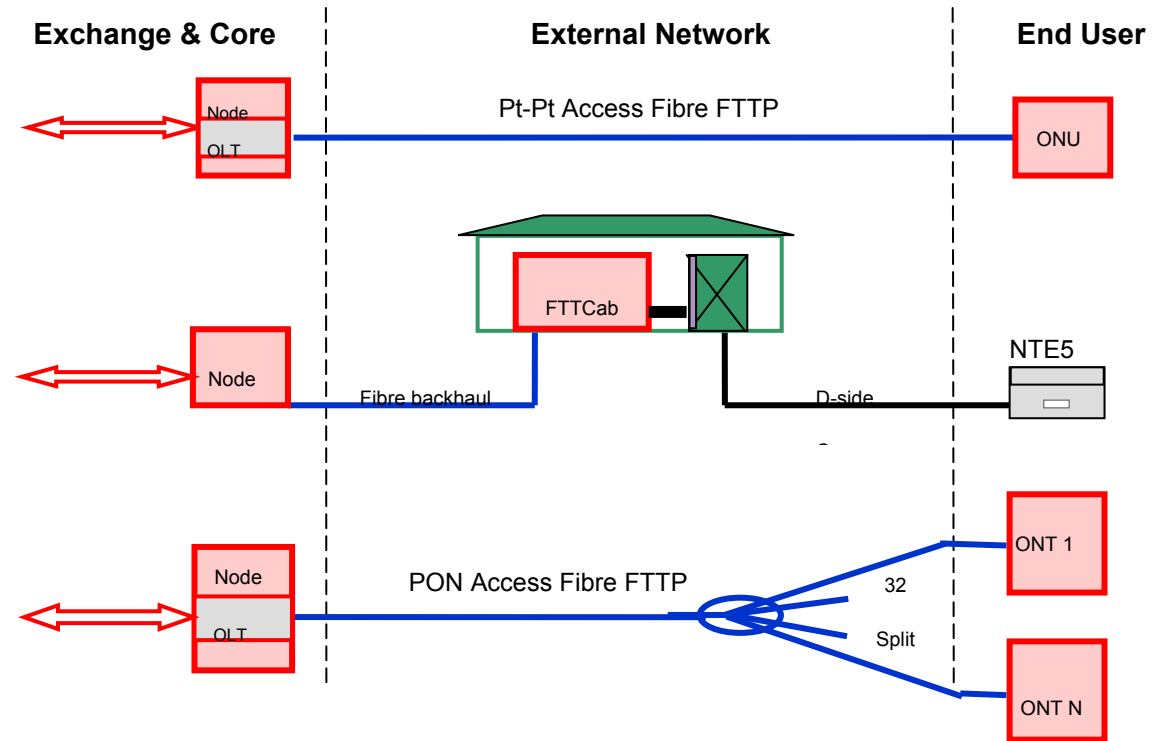 Exchange & Core
External Network
End User
Pt-Pt Access Fibre FTTP
Node
OLT
ONU
FTTCab
NTE5
Node
Fibre backhaul
D-side
ONT 1
Node
PON Access Fibre FTTP
32
OLT
Split
ONT N